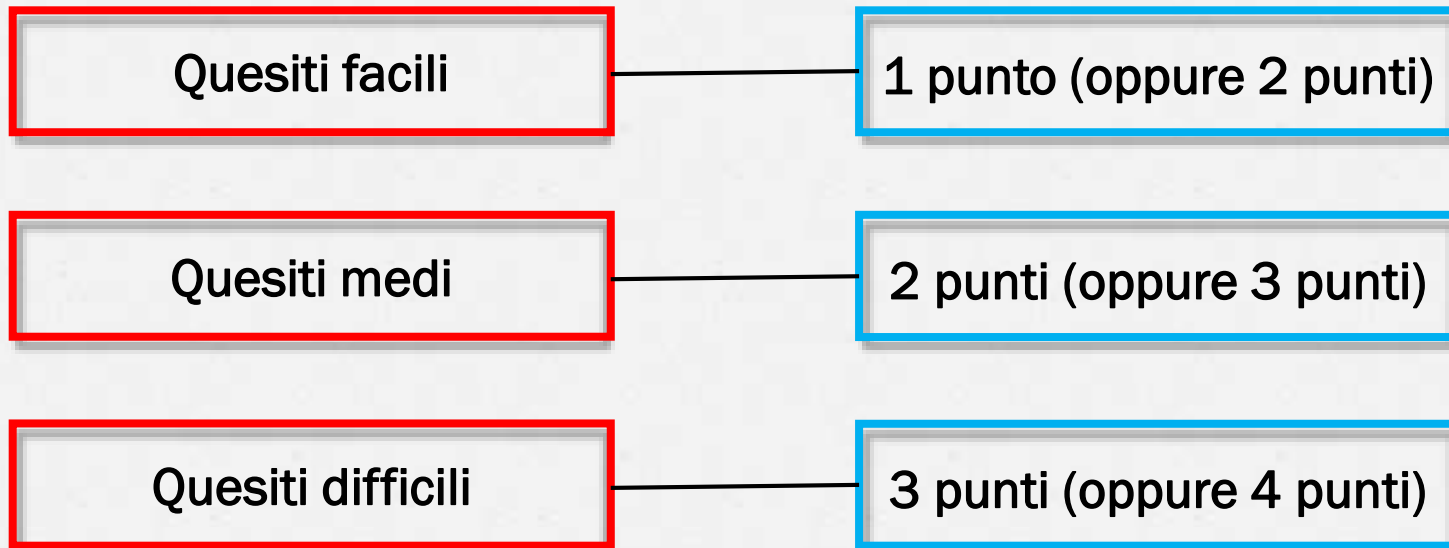 Quesiti facili
1 punto (oppure 2 punti)
Quesiti medi
2 punti (oppure 3 punti)
Quesiti difficili
3 punti (oppure 4 punti)